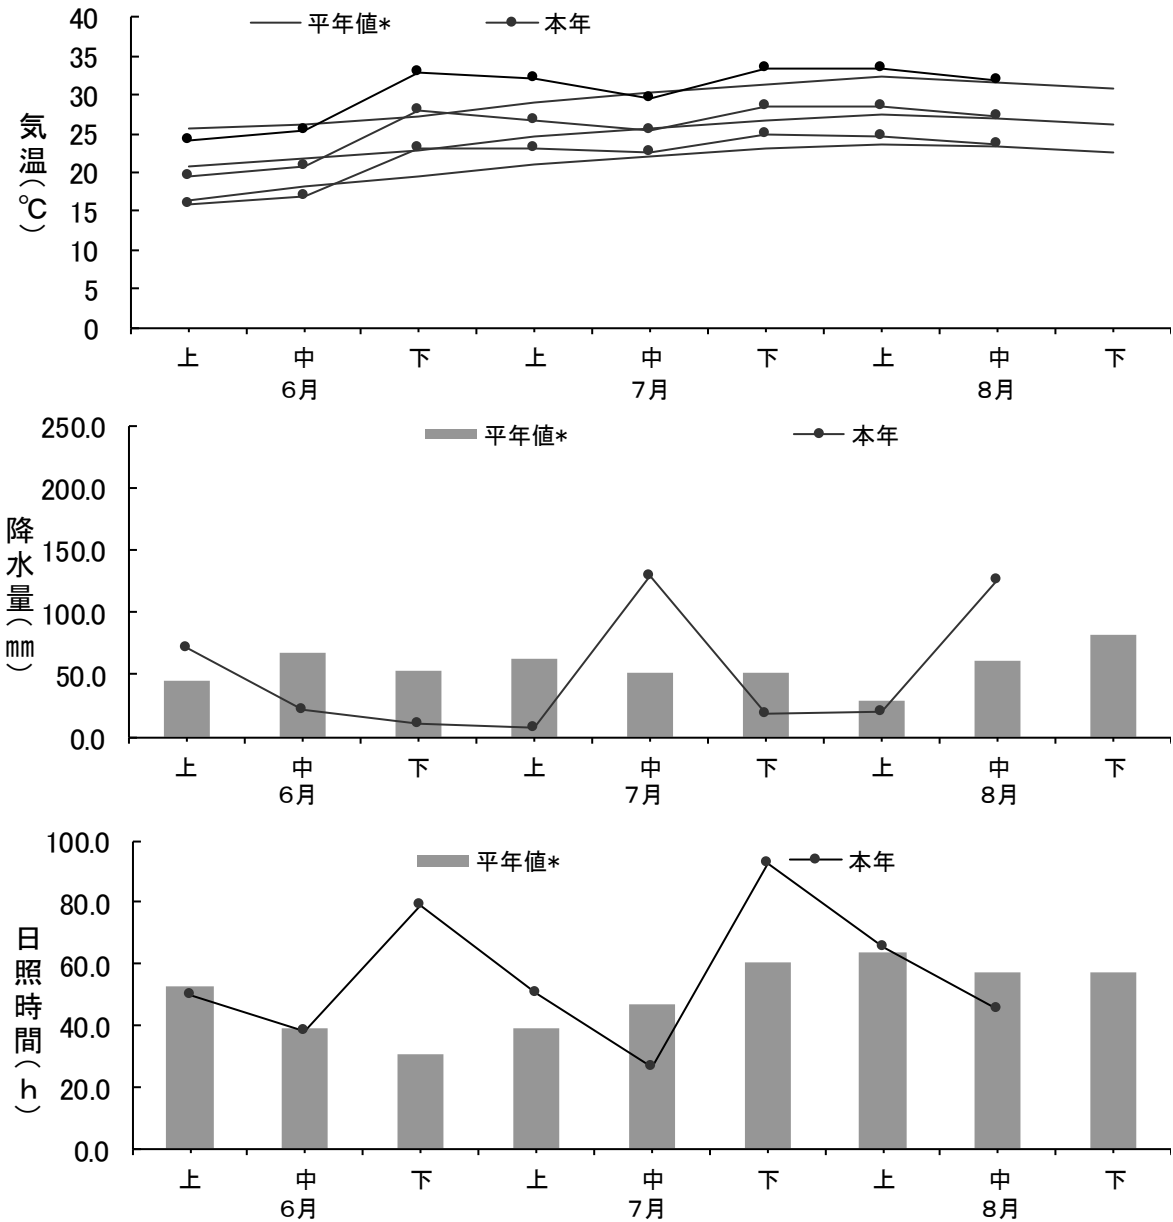 平年値* 本年
気温(℃)
40
35
30
25
20
15
10
5
0
上 中 下 上 中 下 上 中 下
6月 7月 8月
平年値* 本年
降水量(㎜)
250.0
200.0
150.0
100.0
50.0
0.0
上 中 下 上 中 下 上 中 下
6月 7月 8月
平年値* 本年
日照時間(h)
100.0
80.0
60.0
40.0
20.0
0.0
上 中 下 上 中 下 上 中 下
6月 7月 8月